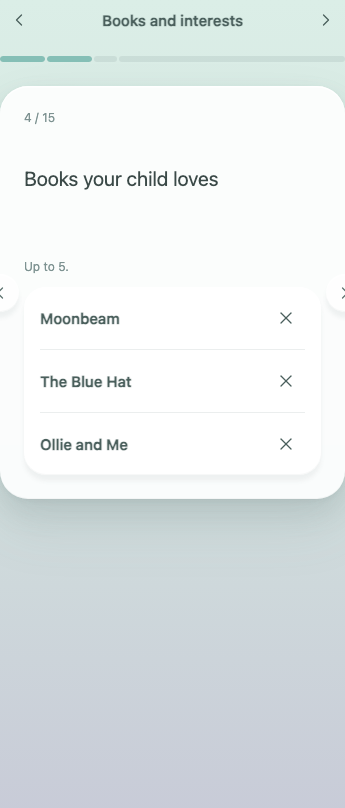 Books and interests
4 / 15
Books your child loves
Up to 5.
Moonbeam
The Blue Hat
Ollie and Me